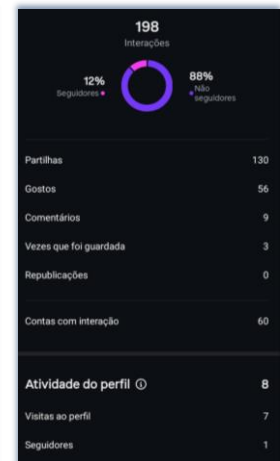 198
Interações
12%
Seguidores
88%
Não
seguidores
Partilhas 130
Gostos 56
Comentários 9
Vezes que foi guardada 3
Republicações 0
Contas com interação 60
Atividade do perfil 8
Visitas ao perfil 7
Seguidores 1